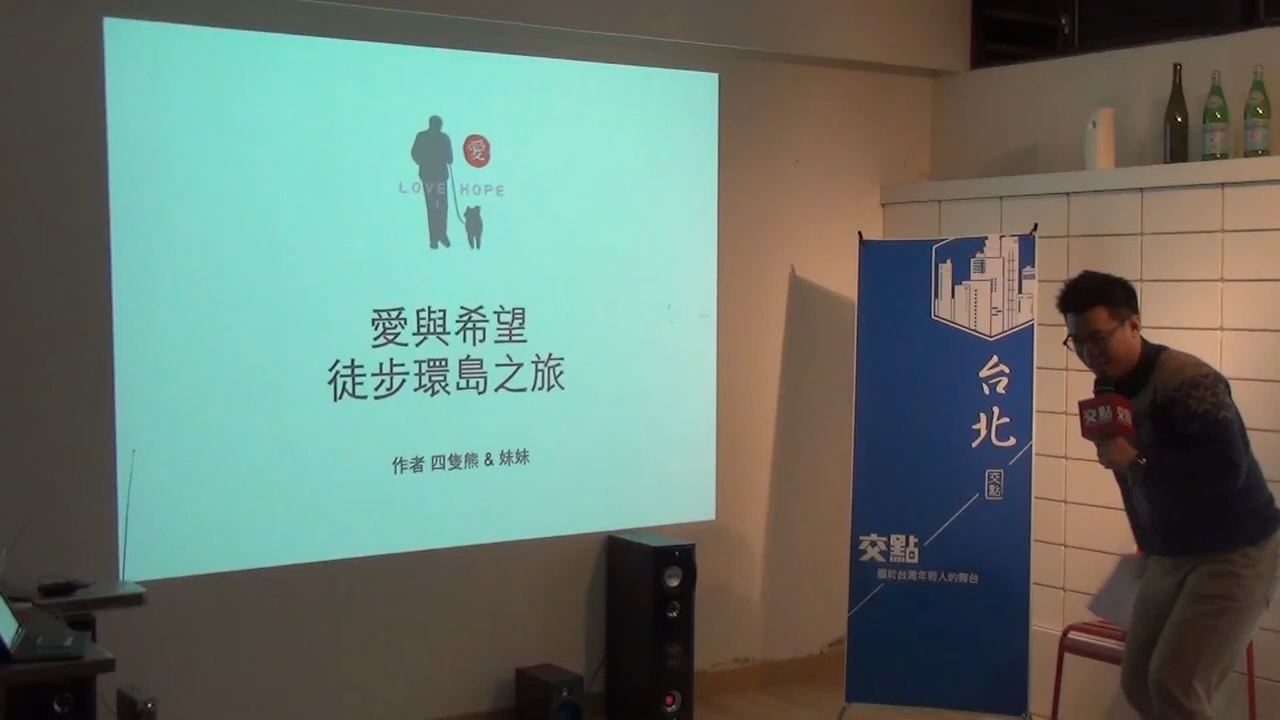 愛
LOVE HOPE
愛與希望
徒步環島之旅
作者 四隻熊 & 妹妹
台北
交點
交點
屬於台灣年輕人的舞台
交點